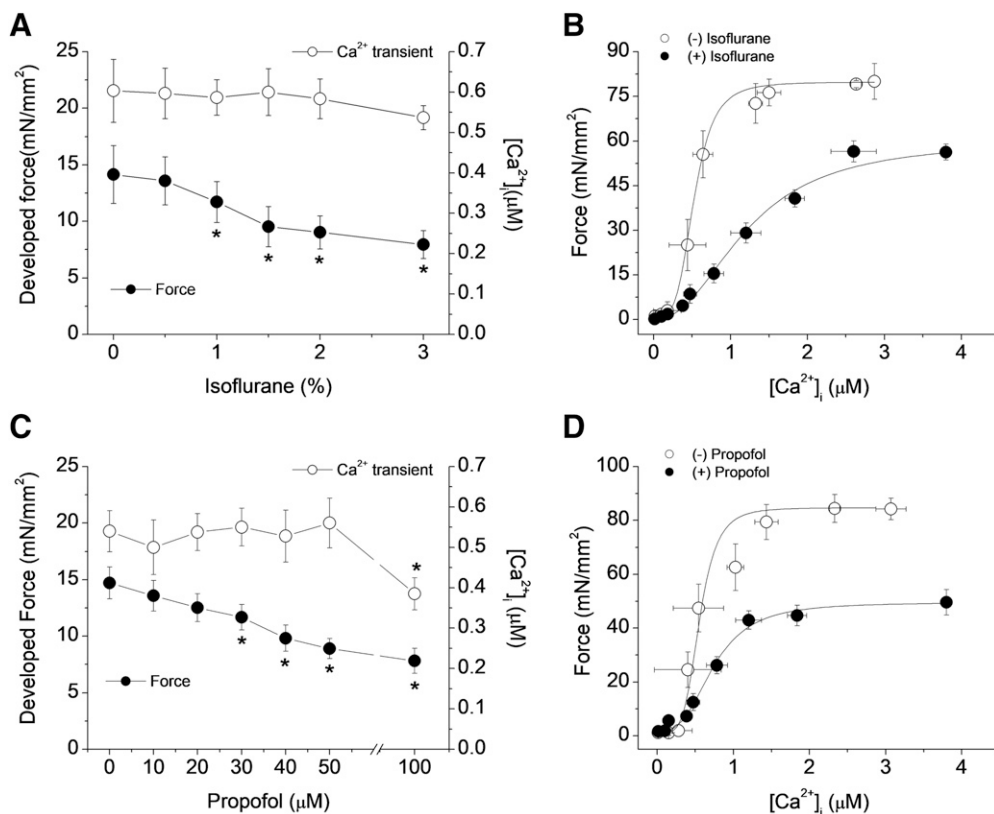 A
Ca²⁺ transient
Force
Developed force(mN/mm²)
25
20
15
10
5
0
[Ca²⁺]ᵢ(μM)
0.7
0.6
0.5
0.4
0.3
0.2
0.1
0.0
*
*
*
*
0 1 2 3
Isoflurane (%)
B
(-) Isoflurane
(+) Isoflurane
Force (mN/mm²)
90
75
60
45
30
15
0
0 1 2 3 4
[Ca²⁺]ᵢ (μM)
C
Ca²⁺ transient
Force
Developed Force (mN/mm²)
25
20
15
10
5
0
[Ca²⁺]ᵢ (μM)
0.7
0.6
0.5
0.4
0.3
0.2
0.1
0.0
*
*
*
*
*
0 10 20 30 40 50 100
Propofol (μM)
D
(-) Propofol
(+) Propofol
Force (mN/mm²)
100
80
60
40
20
0
0 1 2 3 4
[Ca²⁺]ᵢ (μM)